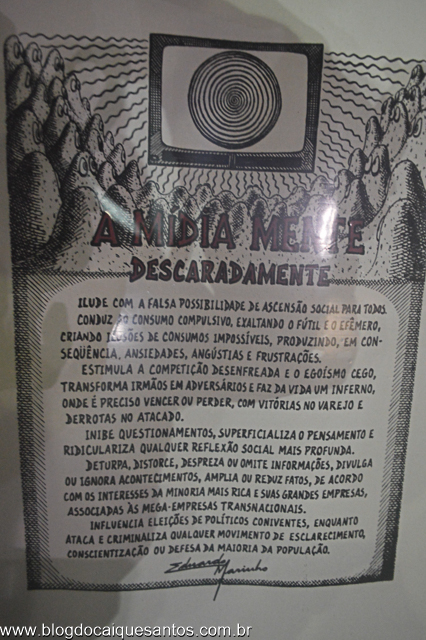 A MÍDIA MENTE
DESCARADAMENTE
ILUDE COM A FALSA POSSIBILIDADE DE ASCENSÃO SOCIAL PARA TODOS.
CONDUZ AO CONSUMO COMPULSIVO, EXALTANDO O FÚTIL E O EFÊMERO,
CRIANDO ILUSÕES DE CONSUMOS IMPOSSÍVEIS, PRODUZINDO, EM CON-
SEQÜÊNCIA, ANSIEDADES, ANGÚSTIAS E FRUSTRAÇÕES.
ESTIMULA A COMPETIÇÃO DESENFREADA E O EGOÍSMO CEGO,
TRANSFORMA IRMÃOS EM ADVERSÁRIOS E FAZ DA VIDA UM INFERNO,
ONDE É PRECISO VENCER OU PERDER, COM VITÓRIAS NO VAREJO E
DERROTAS NO ATACADO.
INIBE QUESTIONAMENTOS, SUPERFICIALIZA O PENSAMENTO E
RIDICULARIZA QUALQUER REFLEXÃO SOCIAL MAIS PROFUNDA.
DETURPA, DISTORCE, DESPREZA OU OMITE INFORMAÇÕES, DIVULGA
OU IGNORA ACONTECIMENTOS, AMPLIA OU REDUZ FATOS, DE ACORDO
COM OS INTERESSES DA MINORIA MAIS RICA E SUAS GRANDES EMPRESAS,
ASSOCIADAS ÀS MEGA-EMPRESAS TRANSNACIONAIS.
INFLUENCIA ELEIÇÕES DE POLÍTICOS CONIVENTES, ENQUANTO
ATACA E CRIMINALIZA QUALQUER MOVIMENTO DE ESCLARECIMENTO,
CONSCIENTIZAÇÃO OU DEFESA DA MAIORIA DA POPULAÇÃO.
Eduardo
Marinho
www.blogdocaiquesantos.com.br